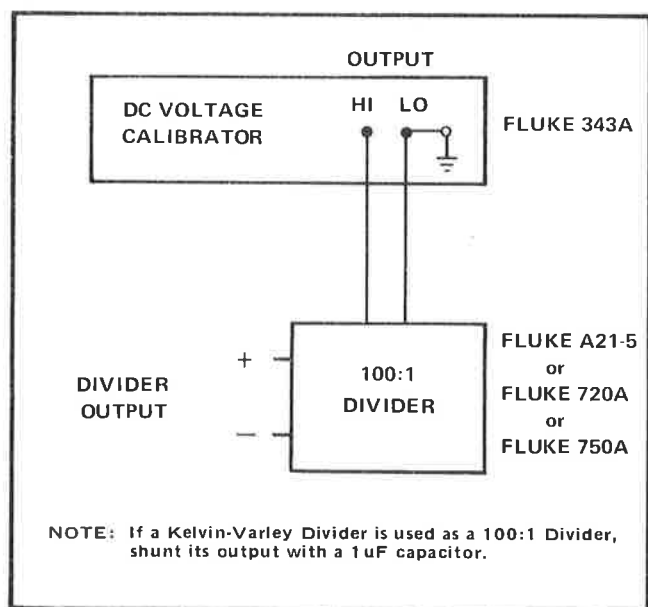 OUTPUT
DC VOLTAGE
CALIBRATOR
HI LO
FLUKE 343A
+
DIVIDER
OUTPUT
—
100:1
DIVIDER
FLUKE A21-5
or
FLUKE 720A
or
FLUKE 750A
NOTE: If a Kelvin-Varley Divider is used as a 100:1 Divider,
shunt its output with a 1uF capacitor.